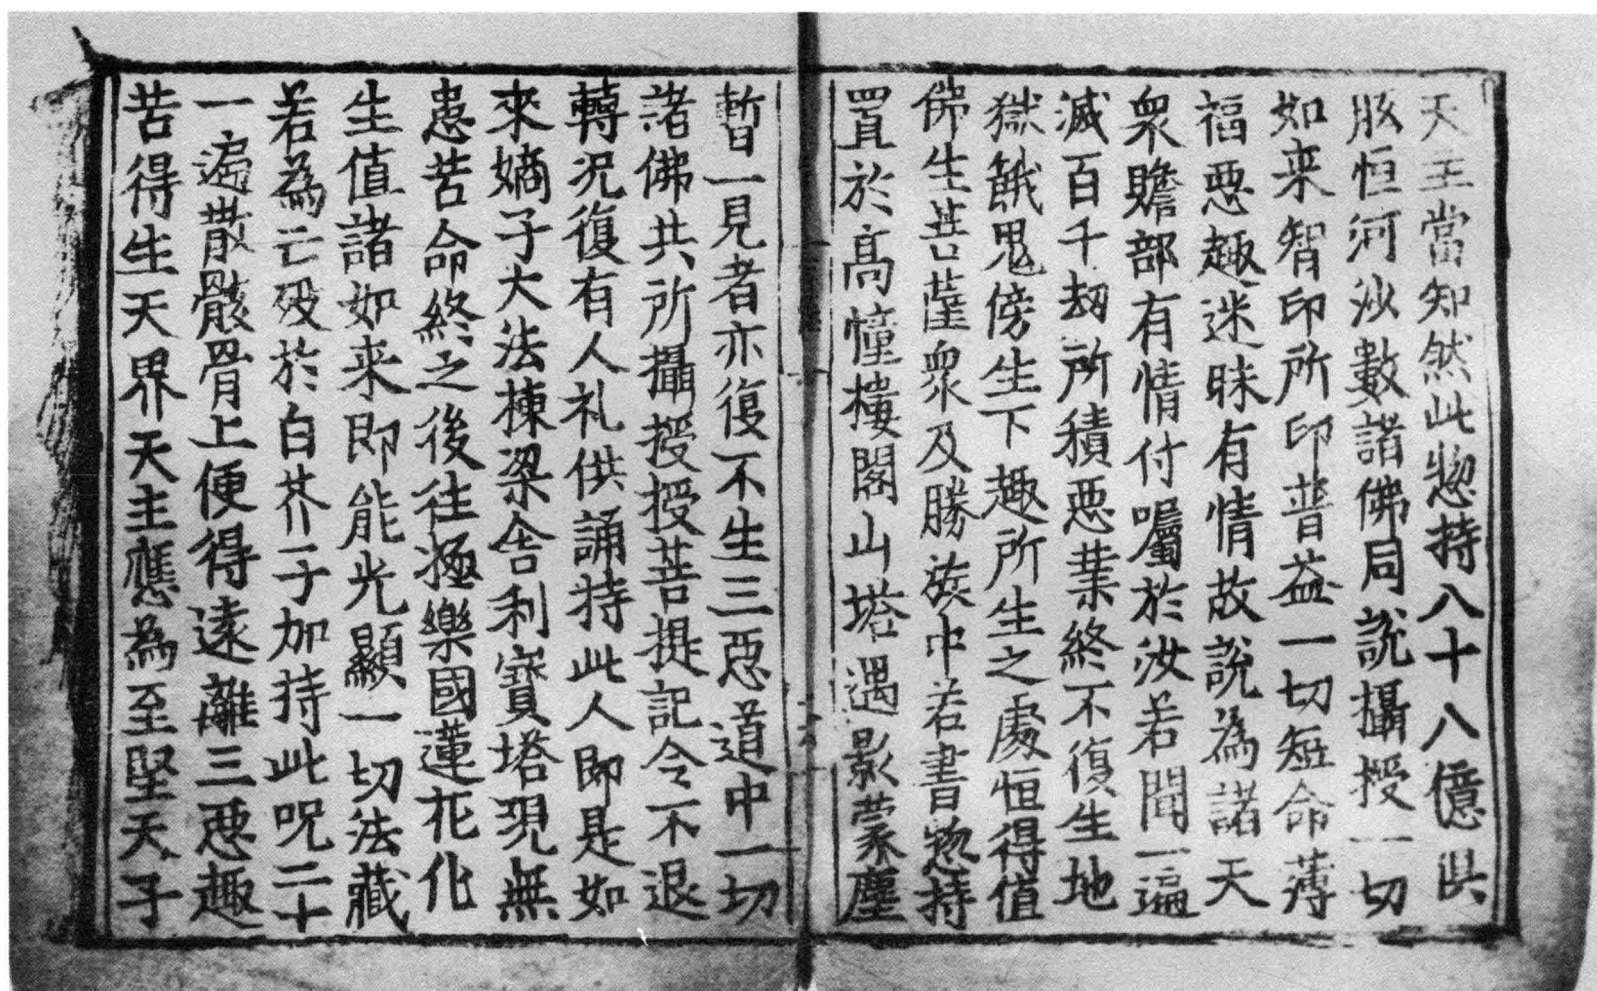 天主當知然此惣持八十八億㱕
胝恒河沙數諸佛同說攝授一切
如来智印所印普益一切短命薄
福惡趣迷昧有情故說為諸天
衆贍部有情付囑於汝若聞一遍
滅百千劫所積惡業終不復生地
獄餓鬼傍生下趣所生之處恒得值
佛生菩薩衆及勝族中若書惣持
置於高幢樓閣山塔遇影蒙塵
暫一見者亦復不生三惡道中一切
諸佛共所攝授授菩提記令不退
轉況復有人礼供誦持此人即是如
來嫡子大法棟梁舍利寶塔現無
患苦命終之後往極樂國蓮花化
生值諸如来即能光顯一切法藏
若為亡歿於白芥子加持此呪二十
一遍散骸骨上便得遠離三惡趣
苦得生天界天主應為至堅天子